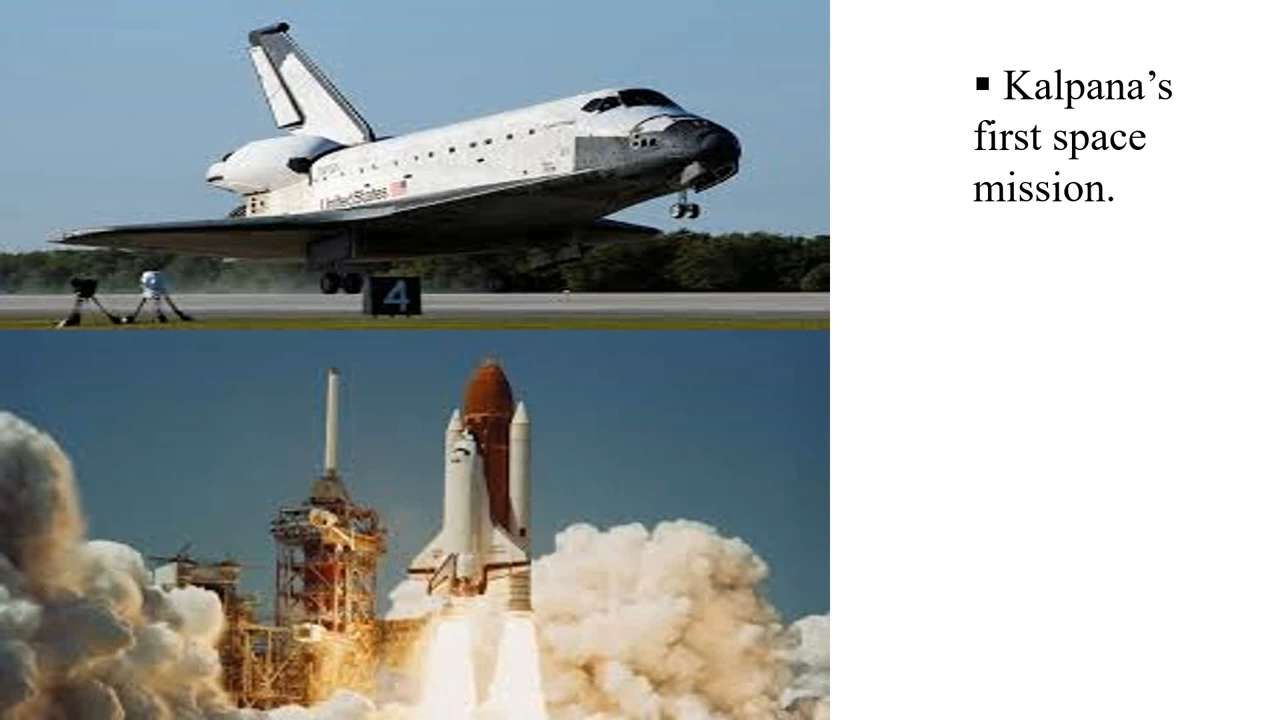 United States
4
▪ Kalpana’s
first space
mission.